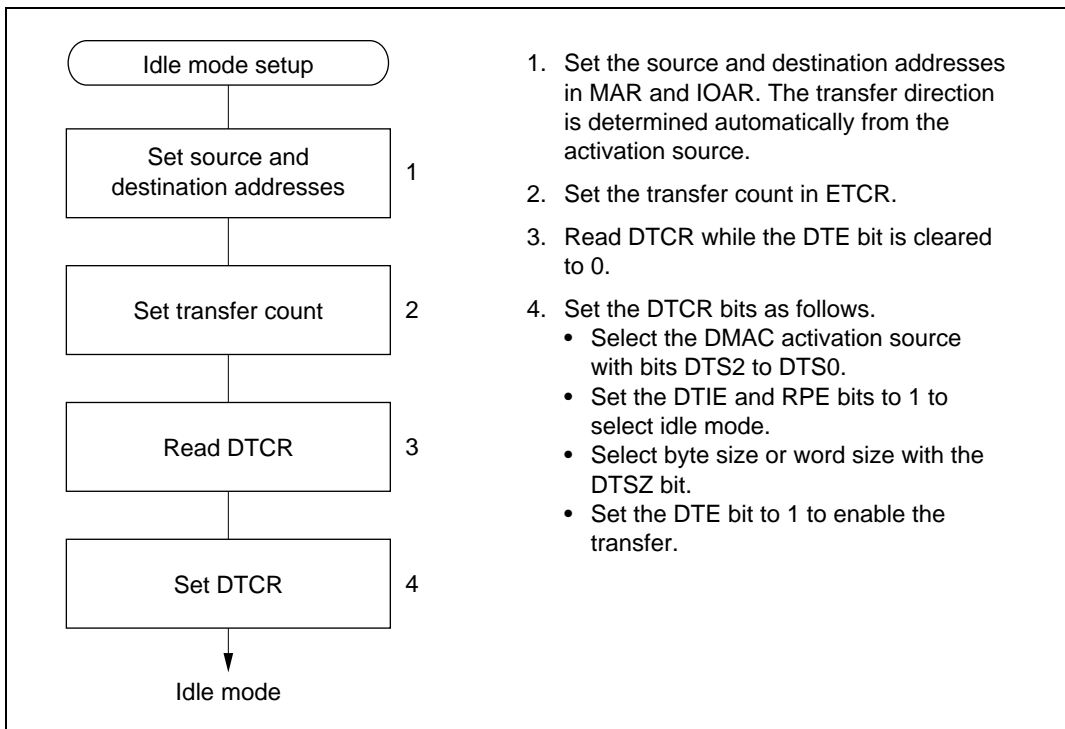 Idle mode setup
Set source and
destination addresses
1
Set transfer count
2
Read DTCR
3
Set DTCR
4
Idle mode
1. Set the source and destination addresses
in MAR and IOAR. The transfer direction
is determined automatically from the
activation source.
2. Set the transfer count in ETCR.
3. Read DTCR while the DTE bit is cleared
to 0.
4. Set the DTCR bits as follows.
• Select the DMAC activation source
with bits DTS2 to DTS0.
• Set the DTIE and RPE bits to 1 to
select idle mode.
• Select byte size or word size with the
DTSZ bit.
• Set the DTE bit to 1 to enable the
transfer.